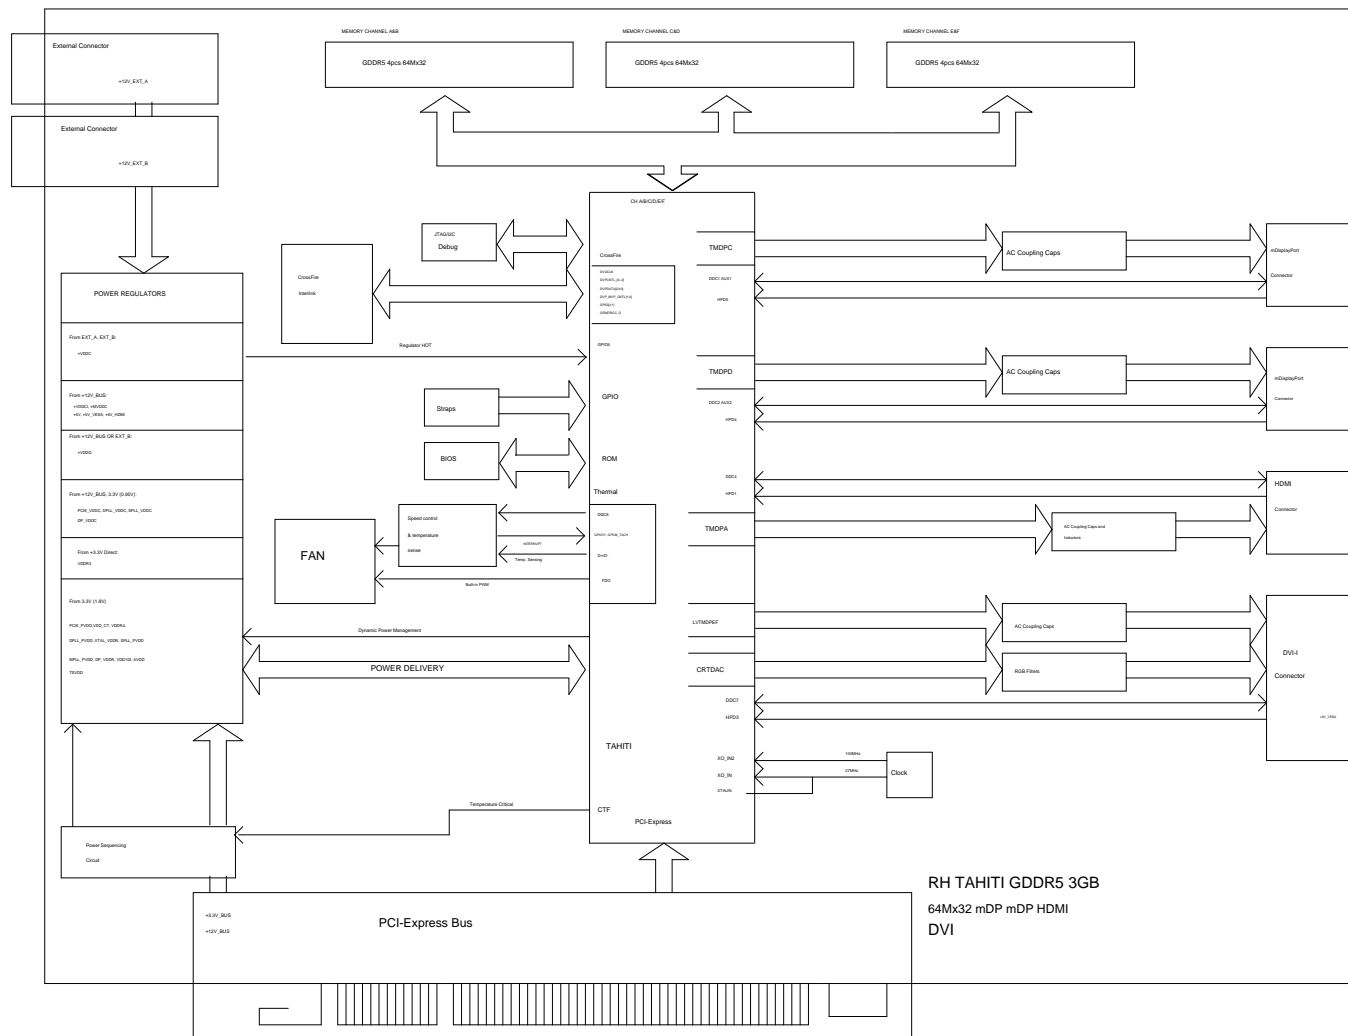 MEMORY CHANNEL A&B
MEMORY CHANNEL C&D
MEMORY CHANNEL E&F
GDDR5 4pcs 64Mx32
GDDR5 4pcs 64Mx32
GDDR5 4pcs 64Mx32
External Connector
+12V_EXT_A
External Connector
+12V_EXT_B
POWER REGULATORS
From EXT_A, EXT_B:
+VDDC
From +12V_BUS:
+VDDCI, +MVDDC
+5V, +5V_VESA, +5V_HDMI
From +12V_BUS OR EXT_B:
From +12V_BUS, 3.3V (0.95V):
PCIE_VDDC, DPLL_VDDC, SPLL_VDDC
DP_VDDC
From +3.3V Direct:
VDDR3
From 3.3V (1.8V)
PCIE_PVDD, VDD_CT, VDDR4,
DPLL_PVDD, XTAL_VDDR, SPLL_PVDD
MPLL_PVDD, DP_VDDR, VDD1DI, AVDD
TSVDD
Power Sequencing
Circuit
+3.3V_BUS
+12V_BUS
PCI-Express Bus
CrossFire
Interlink
JTAG/I2C
Debug
Regulator HOT
Straps
BIOS
FAN
Speed control
& temperature
sense
INTERRUPT
Temp. Sensing
Built-in PWM
Dynamic Power Management
POWER DELIVERY
Temperature Critical
CH A/B/C/D/E/F
CrossFire
DVOCLK
GPIO5
GPIO
ROM
Thermal
DDC6
D+/D-
FDO
TAHITI
CTF
PCI-Express
TMDPC
DDC1 AUX1
HPD5
TMDPD
DDC2 AUX2
HPD4
DDC4
HPD1
TMDPA
LVTMDPEF
CRTDAC
DDC7
HPD3
XO_IN2
XO_IN
XTALIN
100MHz
27MHz
Clock
AC Coupling Caps
mDisplayPort
Connector
AC Coupling Caps
mDisplayPort
Connector
HDMI
Connector
AC Coupling Caps and
Inductors
AC Coupling Caps
RGB Filters
DVI-I
Connector
+5V_VESA
RH TAHITI GDDR5 3GB
64Mx32 mDP mDP HDMI
DVI